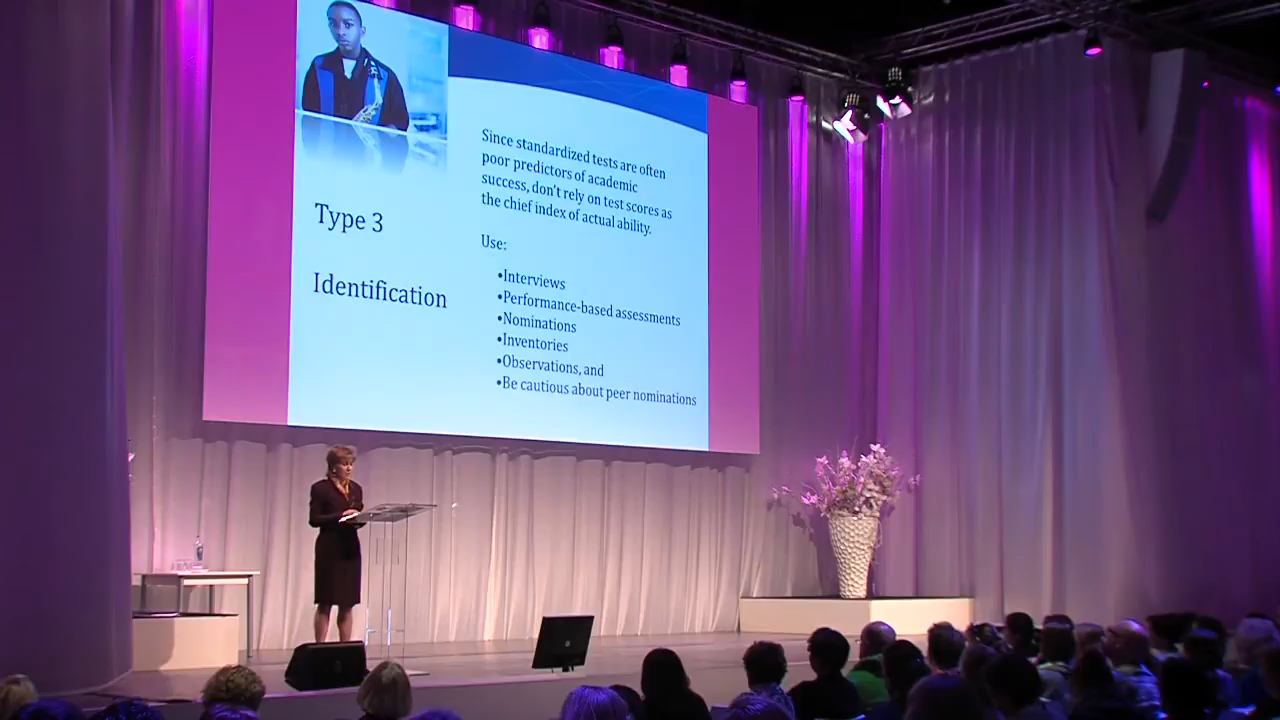 Type 3
Identification
Since standardized tests are often
poor predictors of academic
success, don't rely on test scores as
the chief index of actual ability.
Use:
•Interviews
•Performance-based assessments
•Nominations
•Inventories
•Observations, and
•Be cautious about peer nominations